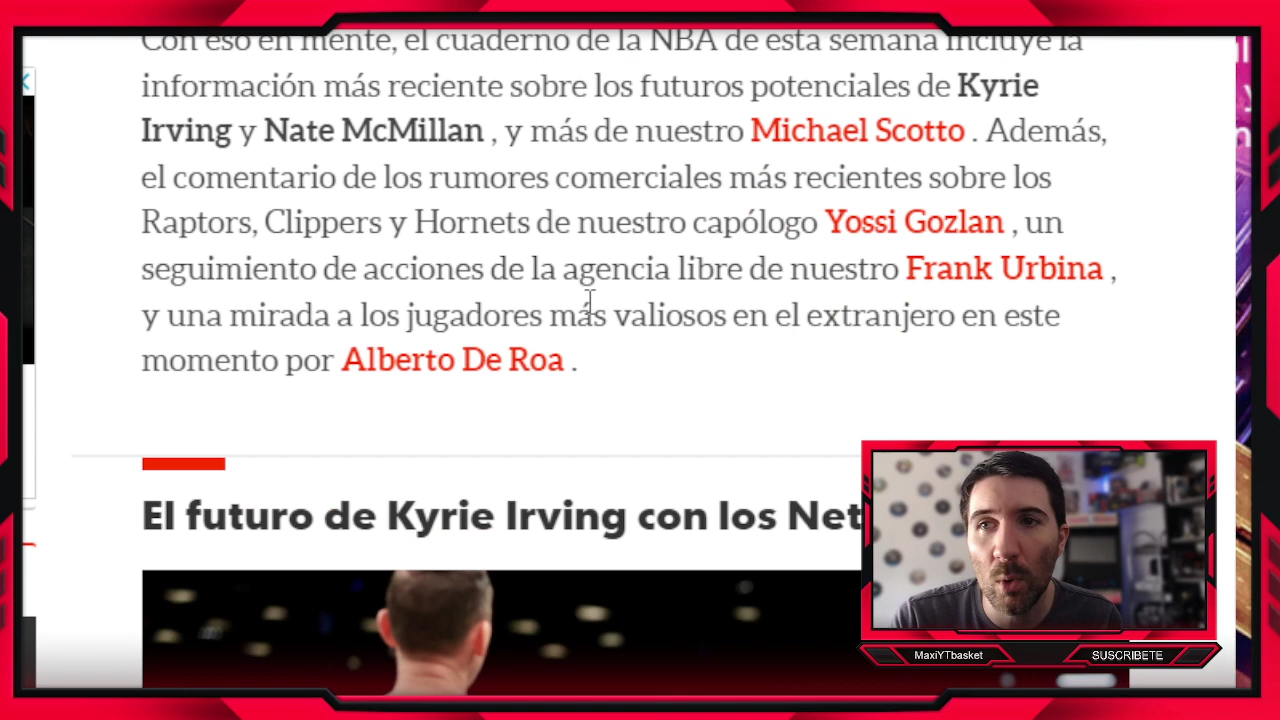 Con eso en mente, el cuaderno de la NBA de esta semana incluye la
información más reciente sobre los futuros potenciales de Kyrie
Irving y Nate McMillan , y más de nuestro Michael Scotto . Además,
el comentario de los rumores comerciales más recientes sobre los
Raptors, Clippers y Hornets de nuestro capólogo Yossi Gozlan , un
seguimiento de acciones de la agencia libre de nuestro Frank Urbina ,
y una mirada a los jugadores más valiosos en el extranjero en este
momento por Alberto De Roa .
El futuro de Kyrie Irving con los Net
MaxiYTbasket
SUSCRIBETE